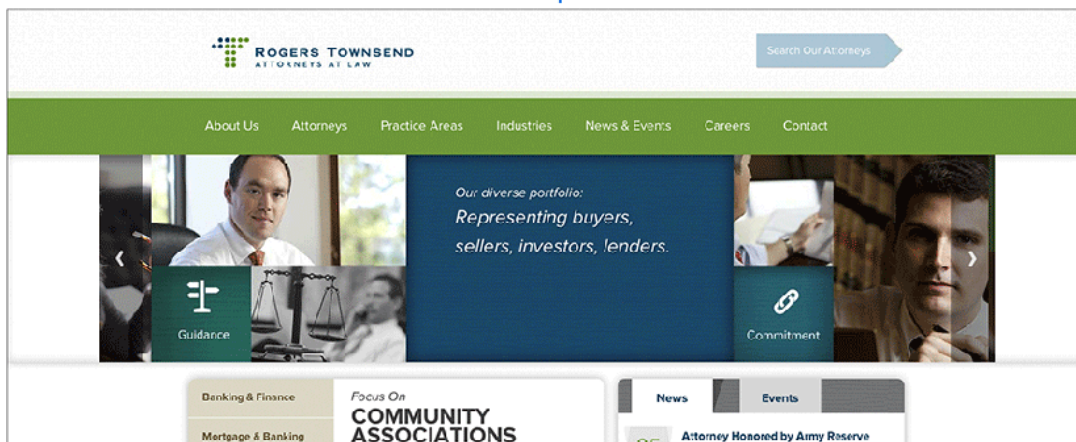 ROGERS TOWNSEND
ATTORNEYS AT LAW
Search Our Attorneys
About Us Attorneys Practice Areas Industries News & Events Careers Contact
Our diverse portfolio:
Representing buyers,
sellers, investors, lenders.
Guidance
Commitment
Banking & Finance
Mortgage & Banking
Focus On
COMMUNITY
ASSOCIATIONS
News Events
Attorney Honored by Army Reserve